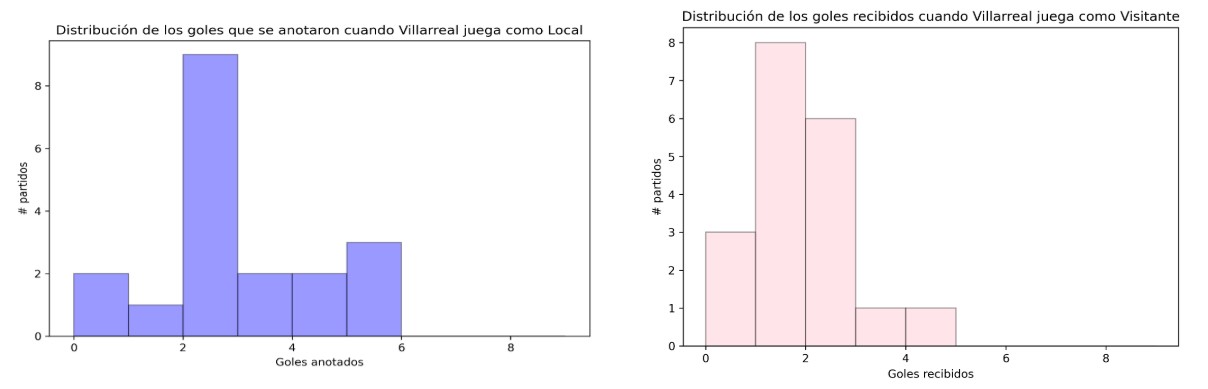 Distribución de los goles que se anotaron cuando Villarreal juega como Local
# partidos
8
6
4
2
0
0 2 4 6 8
Goles anotados
Distribución de los goles recibidos cuando Villarreal juega como Visitante
# partidos
8
7
6
5
4
3
2
1
0
0 2 4 6 8
Goles recibidos